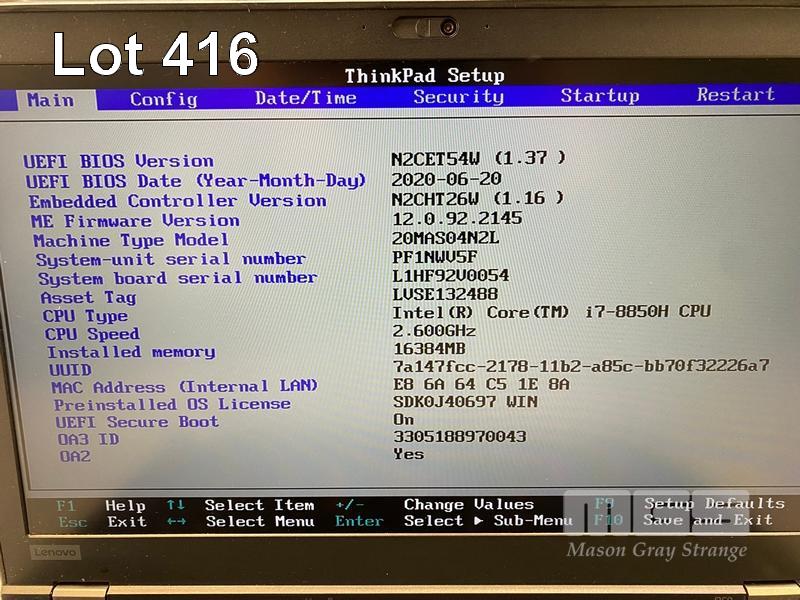 Lot 416
ThinkPad Setup
Main Config Date/Time Security Startup Restart
UEFI BIOS Version N2CET54W (1.37 )
UEFI BIOS Date (Year-Month-Day) 2020-06-20
Embedded Controller Version N2CHT26W (1.16 )
ME Firmware Version 12.0.92.2145
Machine Type Model 20MAS04N2L
System-unit serial number PF1NWV5F
System board serial number L1HF92V0054
Asset Tag LVSE132488
CPU Type Intel(R) Core(TM) i7-8850H CPU
CPU Speed 2.600GHz
Installed memory 16384MB
UUID 7a147fcc-2178-11b2-a85c-bb70f32226a7
MAC Address (Internal LAN) E8 6A 64 C5 1E 8A
Preinstalled OS License SDK0J40697 WIN
UEFI Secure Boot On
OA3 ID 3305188970043
OA2 Yes
F1 Help ↑↓ Select Item +/- Change Values F9 Setup Defaults
Esc Exit ←→ Select Menu Enter Select ▶ Sub-Menu F10 Save and Exit
MGS
Mason Gray Strange
Lenovo